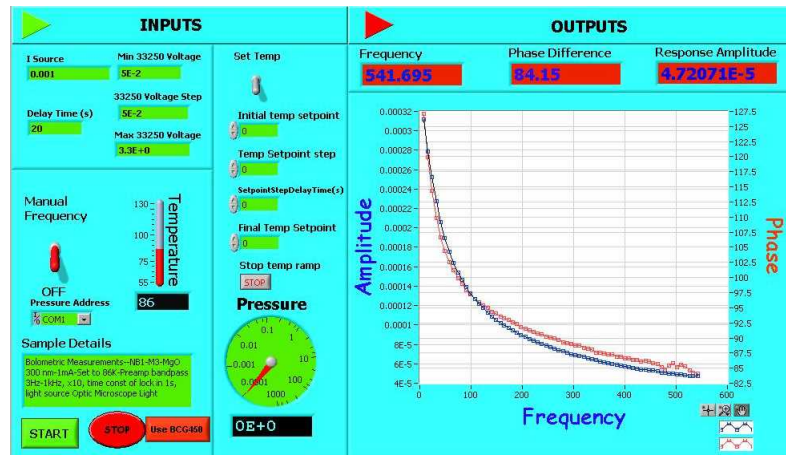 INPUTS
I Source
0.001
Min 33250 Voltage
5E-2
33250 Voltage Step
5E-2
Delay Time (s)
20
Max 33250 Voltage
3.3E+0
Set Temp
Initial temp setpoint
0
Temp Setpoint step
0
SetpointStepDelayTime(s)
0
Final Temp Setpoint
0
Stop temp ramp
STOP
Manual
Frequency
OFF
Temperature
130
100
75
55
86
Pressure Address
COM1
Pressure
0.0001
0.001
0.01
0.1
1
10
100
1000
0E+0
Sample Details
Bolometric Measurements--NB1-M3-MgO
300 nm-1mA-Set to 86K-Preamp bandpass
3Hz-1kHz, x10, time const of lock in 1s,
light source Optic Microscope Light
START
STOP
Use BCG450
OUTPUTS
Frequency
541.695
Phase Difference
84.15
Response Amplitude
4.72071E-5
Amplitude
0.00032
0.0003
0.00028
0.00026
0.00024
0.00022
0.0002
0.00018
0.00016
0.00014
0.00012
0.0001
8E-5
6E-5
4E-5
Phase
127.5
125
122.5
120
117.5
115
112.5
110
107.5
105
102.5
100
97.5
95
92.5
90
87.5
85
82.5
0
100
200
300
400
500
600
Frequency